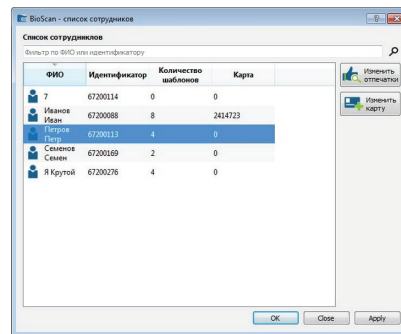 BioScan - список сотрудников
Список сотрудниклов
Фильтр по ФИО или идентификатору
ФИО Идентификатор Количество шаблонов Карта
7 67200114 0 0
Иванов Иван 67200088 8 2414723
Петров Петр 67200113 4 0
Семенов Семен 67200169 2 0
Я Крутой 67200276 4 0
Изменить отпечатки
Изменить карту
OK Close Apply